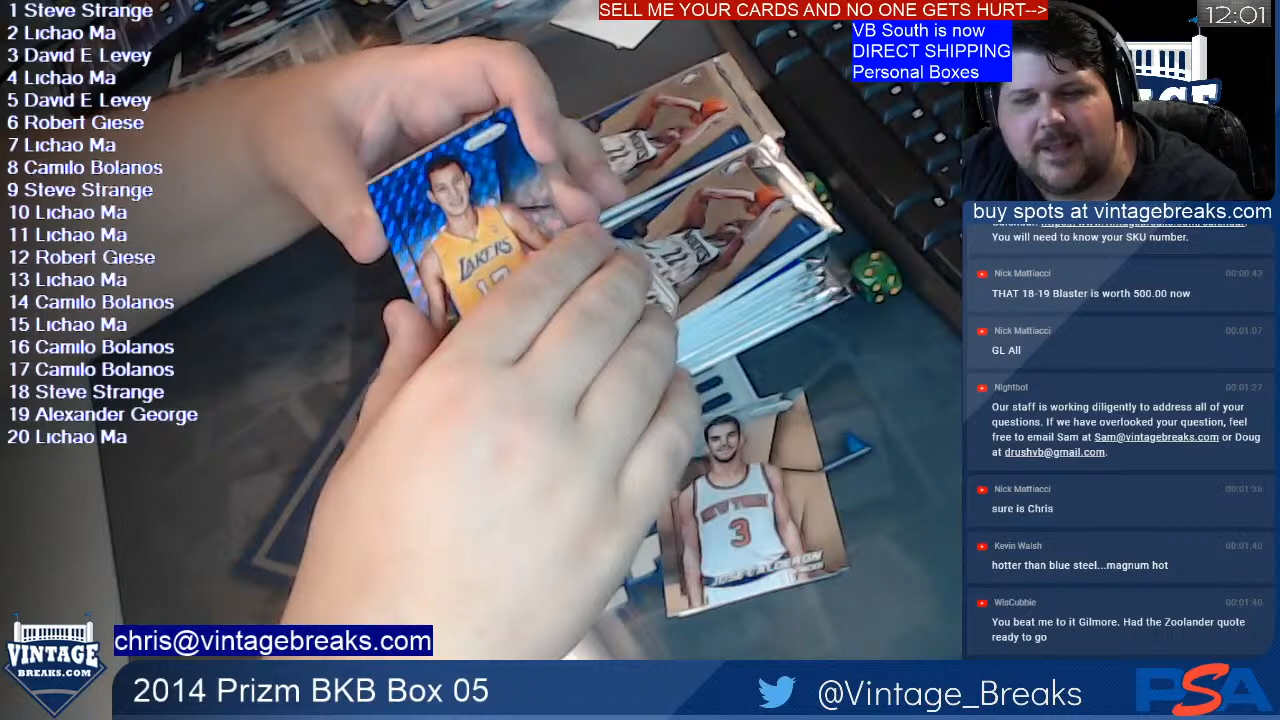 1 Steve Strange
2 Lichao Ma
3 David E Levey
4 Lichao Ma
5 David E Levey
6 Robert Giese
7 Lichao Ma
8 Camilo Bolanos
9 Steve Strange
10 Lichao Ma
11 Lichao Ma
12 Robert Giese
13 Lichao Ma
14 Camilo Bolanos
15 Lichao Ma
16 Camilo Bolanos
17 Camilo Bolanos
18 Steve Strange
19 Alexander George
20 Lichao Ma
SELL ME YOUR CARDS AND NO ONE GETS HURT-->
VB South is now
DIRECT SHIPPING
Personal Boxes
12:01
LAKERS
22
22
NEW YORK
3
JOSE CALDERON
buy spots at vintagebreaks.com
You will need to know your SKU number.
Nick Mattiacci 00:00:43
THAT 18-19 Blaster is worth 500.00 now
Nick Mattiacci 00:01:07
GL All
Nightbot 00:01:27
Our staff is working diligently to address all of your
questions. If we have overlooked your question, feel
free to email Sam at Sam@vintagebreaks.com or Doug
at drushvb@gmail.com.
Nick Mattiacci 00:01:35
sure is Chris
Kevin Walsh 00:01:40
hotter than blue steel...magnum hot
WisCubbie 00:01:46
You beat me to it Gilmore. Had the Zoolander quote
ready to go
chris@vintagebreaks.com
VINTAGE
BREAKS.COM
2014 Prizm BKB Box 05
@Vintage_Breaks
PSA